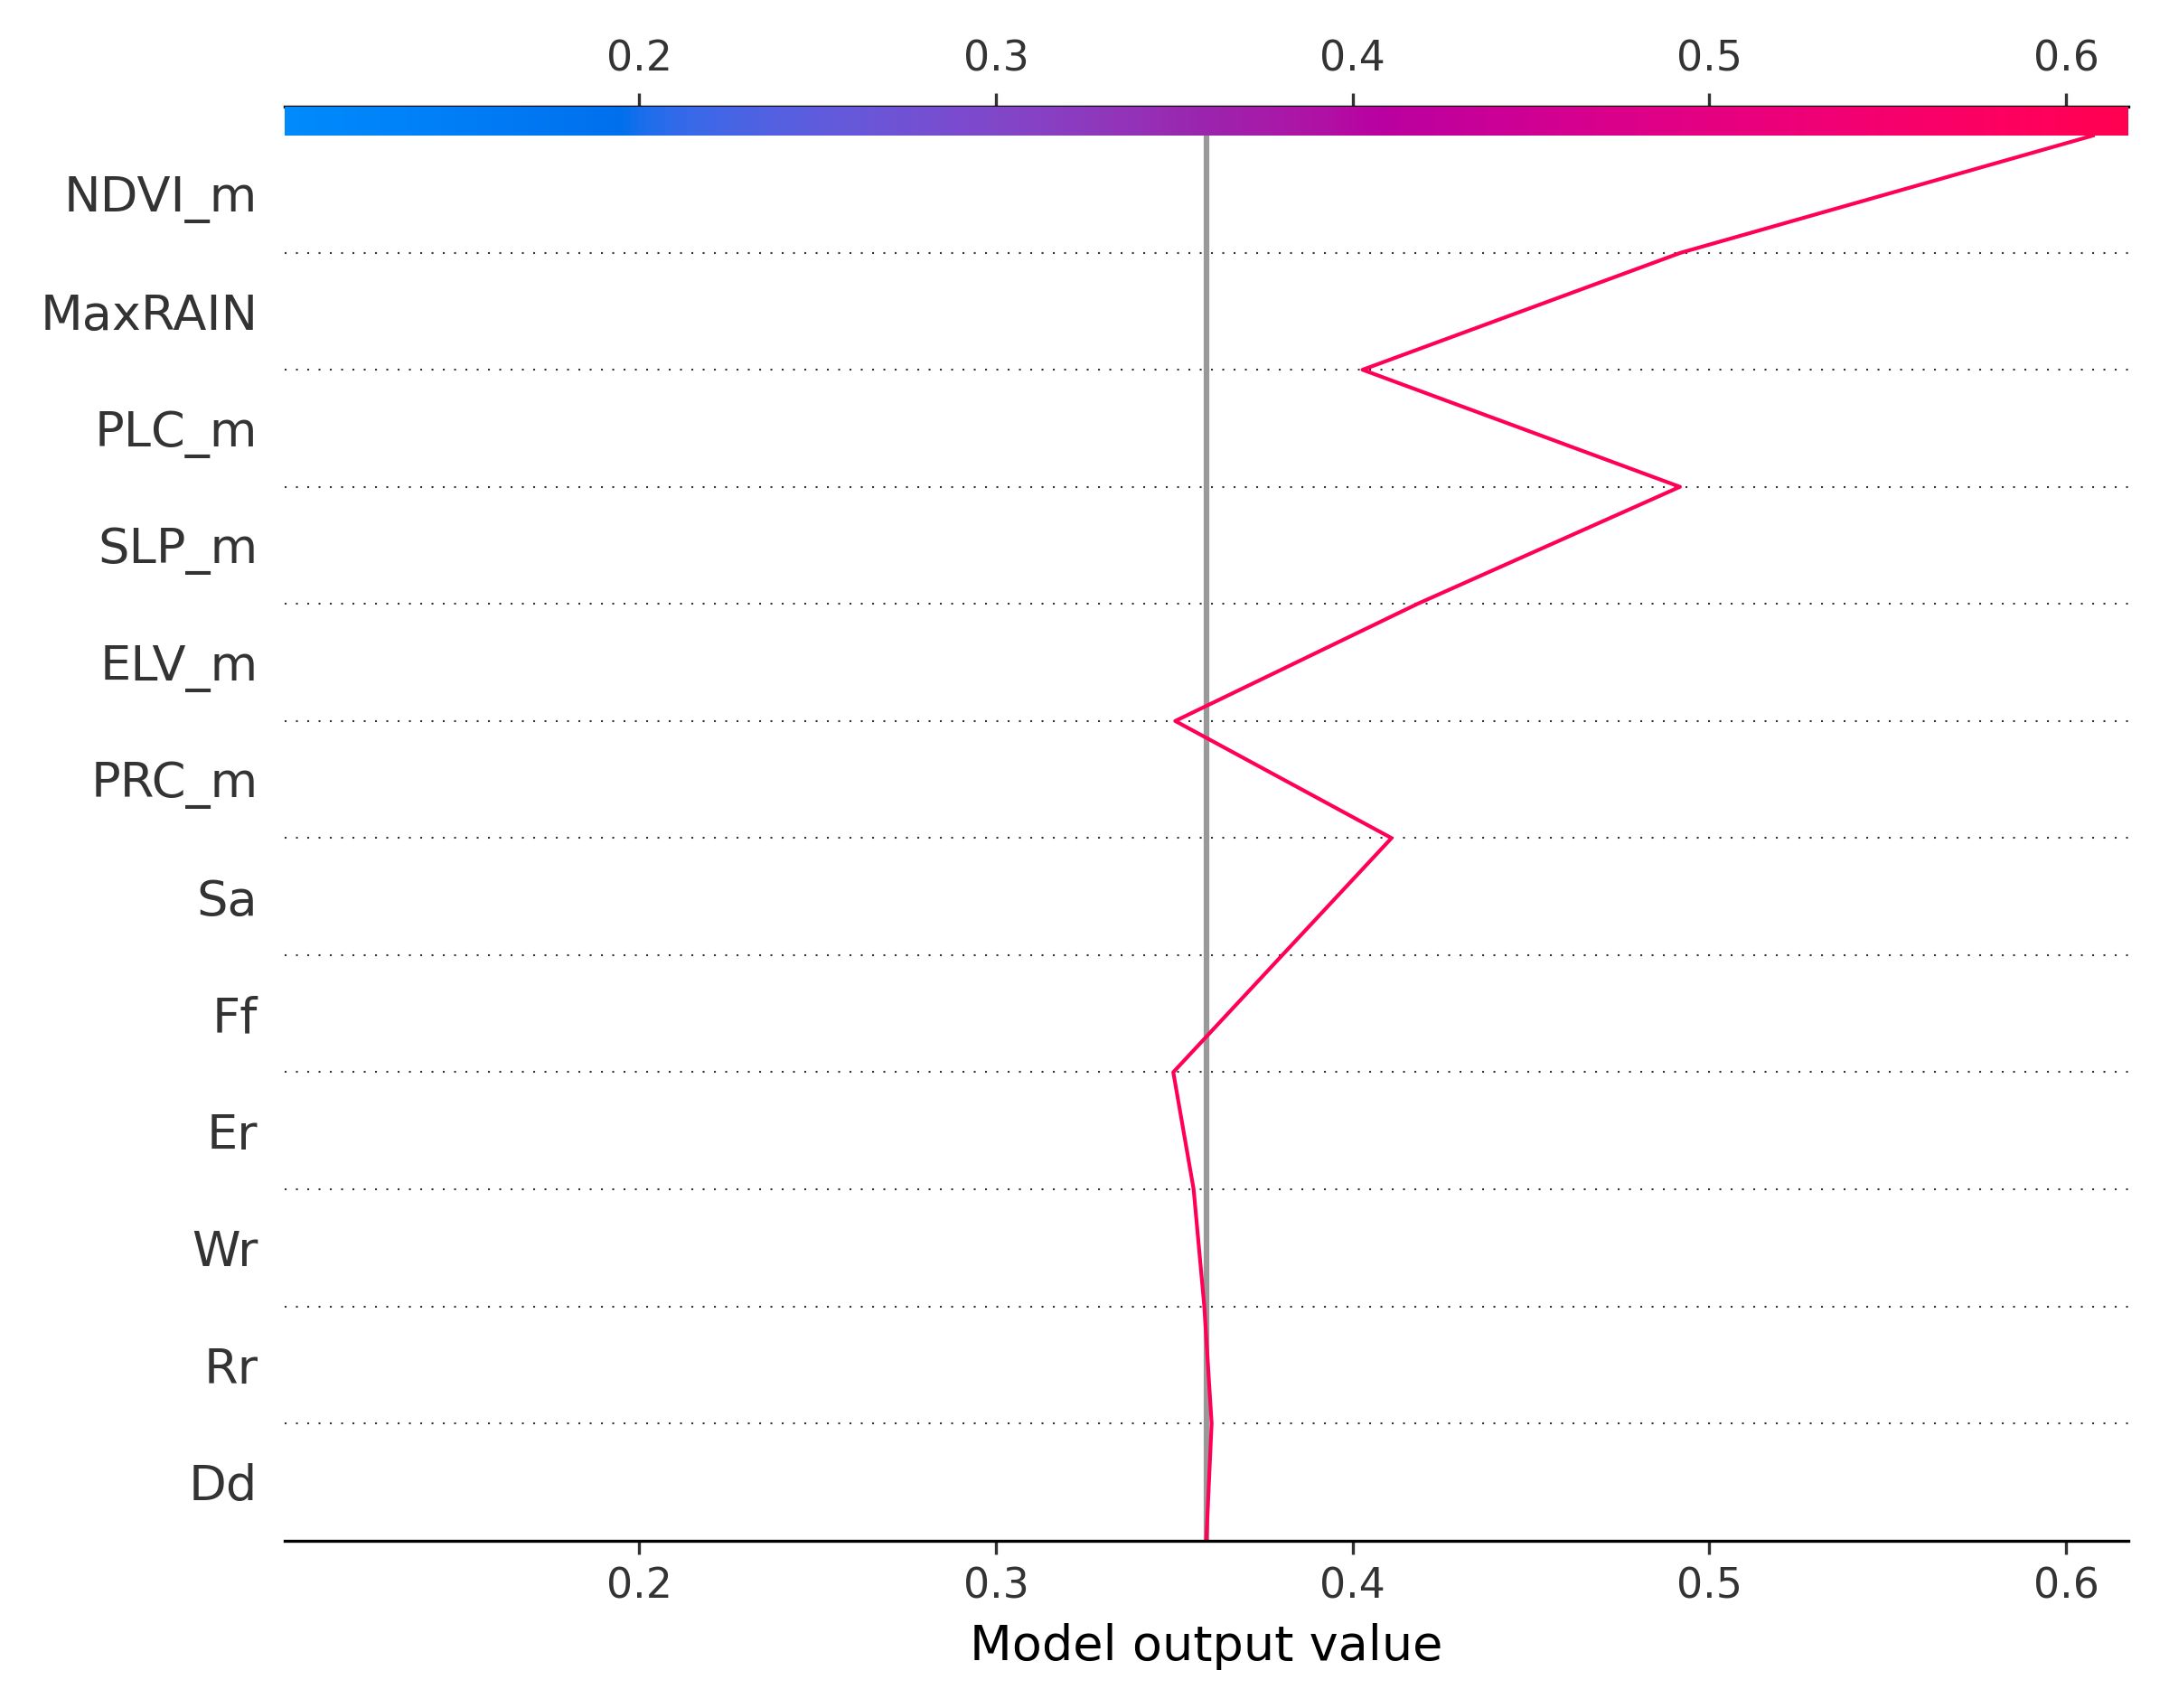 0.2 0.3 0.4 0.5 0.6
NDVI_m
MaxRAIN
PLC_m
SLP_m
ELV_m
PRC_m
Sa
Ff
Er
Wr
Rr
Dd
0.2 0.3 0.4 0.5 0.6
Model output value